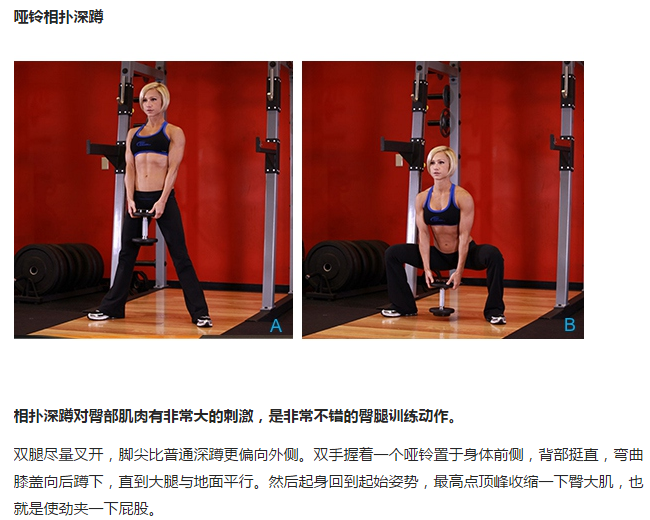 哑铃相扑深蹲
A
B
相扑深蹲对臀部肌肉有非常大的刺激，是非常不错的臀腿训练动作。
双腿尽量叉开，脚尖比普通深蹲更偏向外侧。双手握着一个哑铃置于身体前侧，背部挺直，弯曲
膝盖向后蹲下，直到大腿与地面平行。然后起身回到起始姿势，最高点顶峰收缩一下臀大肌，也
就是使劲夹一下屁股。